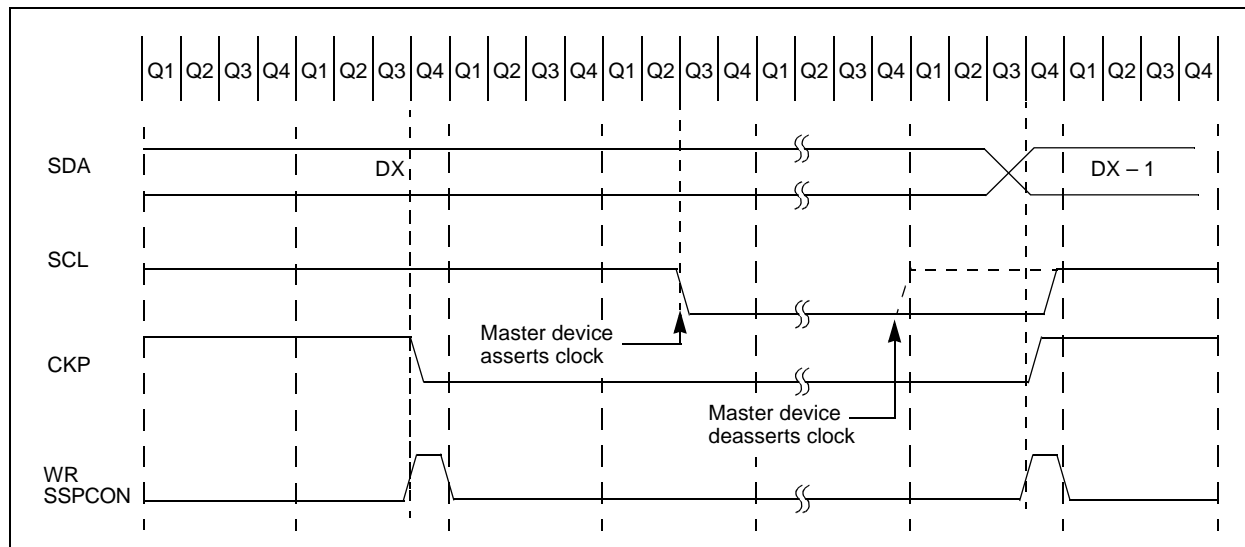 Q1 Q2 Q3 Q4 Q1 Q2 Q3 Q4 Q1 Q2 Q3 Q4 Q1 Q2 Q3 Q4 Q1 Q2 Q3 Q4 Q1 Q2 Q3 Q4 Q1 Q2 Q3 Q4
SDA
DX
DX – 1
SCL
Master device
asserts clock
CKP
Master device
deasserts clock
WR
SSPCON